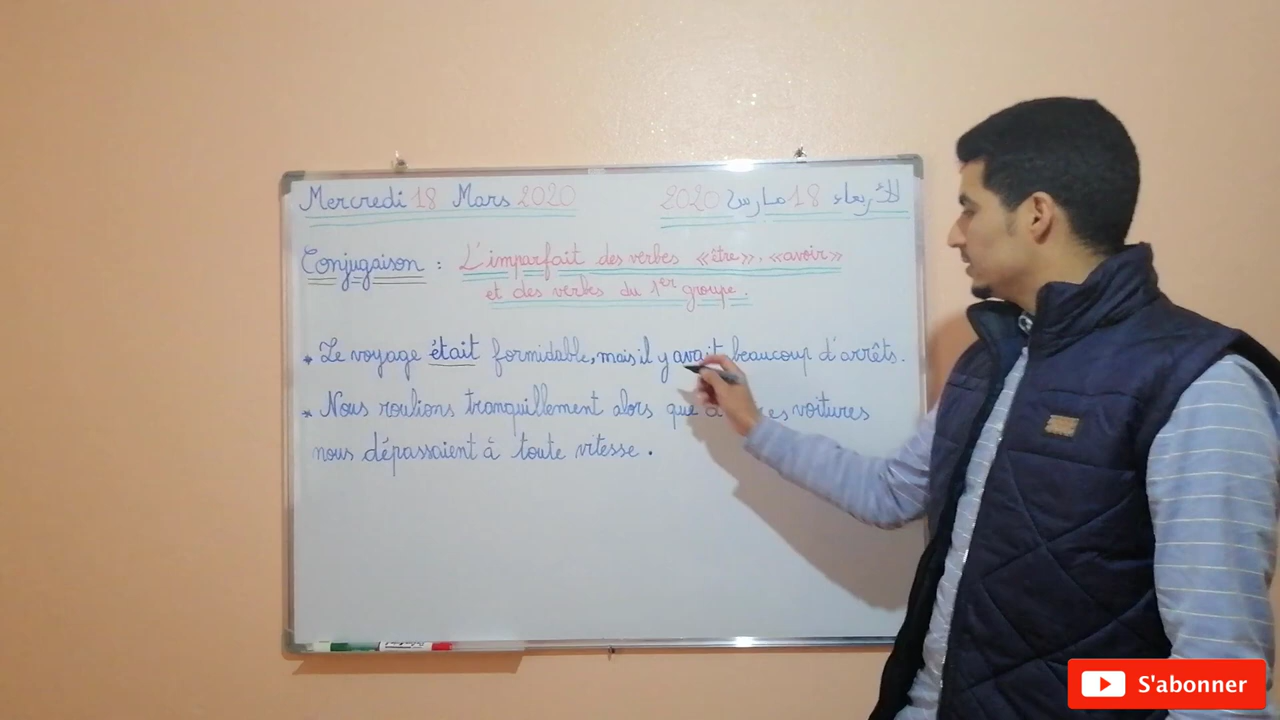 Mercredi 18 Mars 2020
الأربعاء 18 مارس 2020
Conjugaison : L'imparfait des verbes «être», «avoir»
et des verbes du 1er groupe.
* Le voyage était formidable, mais il y avait beaucoup d'arrêts.
* Nous roulions tranquillement alors que voitures
nous dépassaient à toute vitesse.
S'abonner